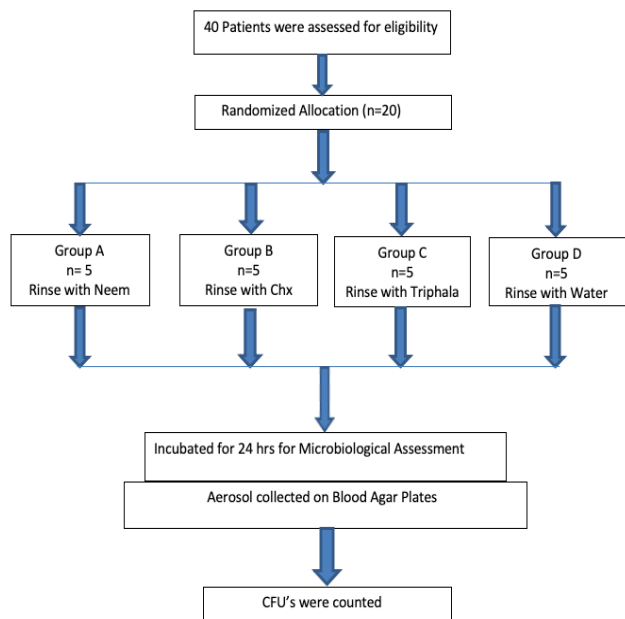 40 Patients were assessed for eligibility
Randomized Allocation (n=20)
Group A
n= 5
Rinse with Neem
Group B
n=5
Rinse with Chx
Group C
n=5
Rinse with Triphala
Group D
n=5
Rinse with Water
Incubated for 24 hrs for Microbiological Assessment
Aerosol collected on Blood Agar Plates
CFU's were counted